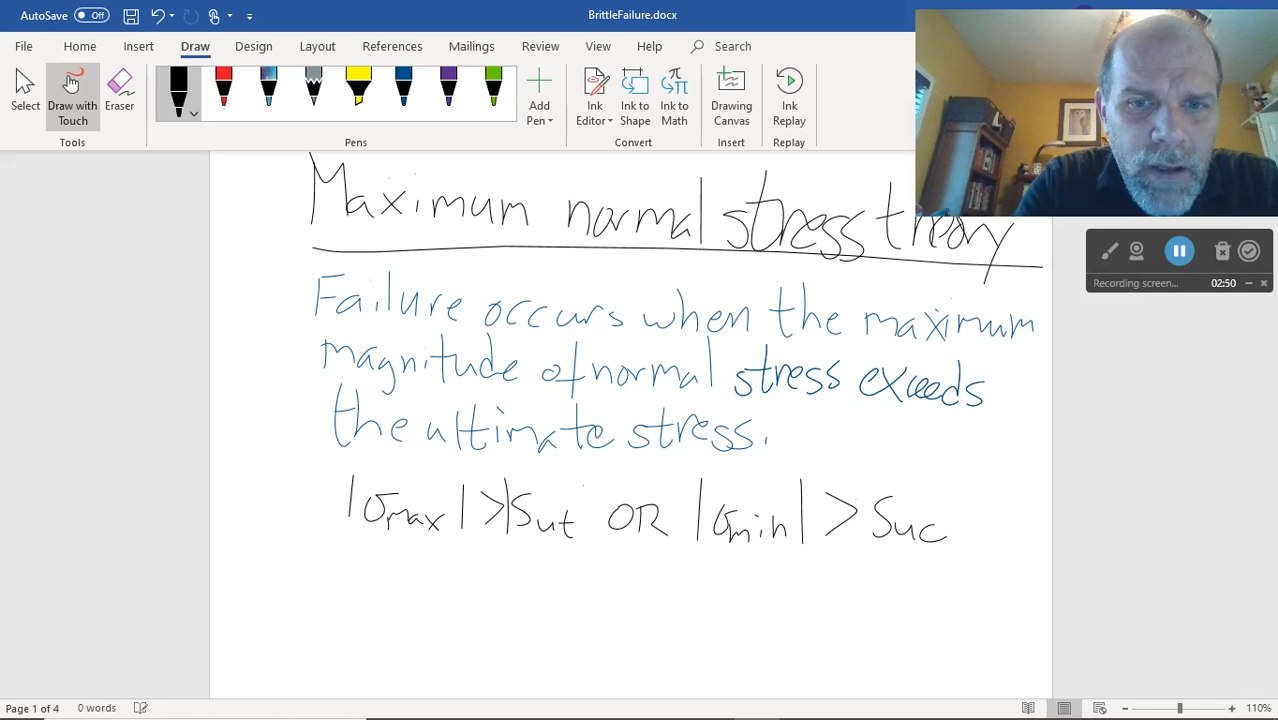 AutoSave Off
BrittleFailure.docx
File Home Insert Draw Design Layout References Mailings Review View Help Search
Select
Draw with Touch
Eraser
Add Pen
Ink Editor
Ink to Shape
Ink to Math
Drawing Canvas
Ink Replay
Tools Pens Convert Insert Replay
Maximum normal stress theory
Recording screen... 02:50
Failure occurs when the maximum
magnitude of normal stress exceeds
the ultimate stress.
|σmax| >|Sut OR |σmin| > Suc
Page 1 of 4 0 words 110%